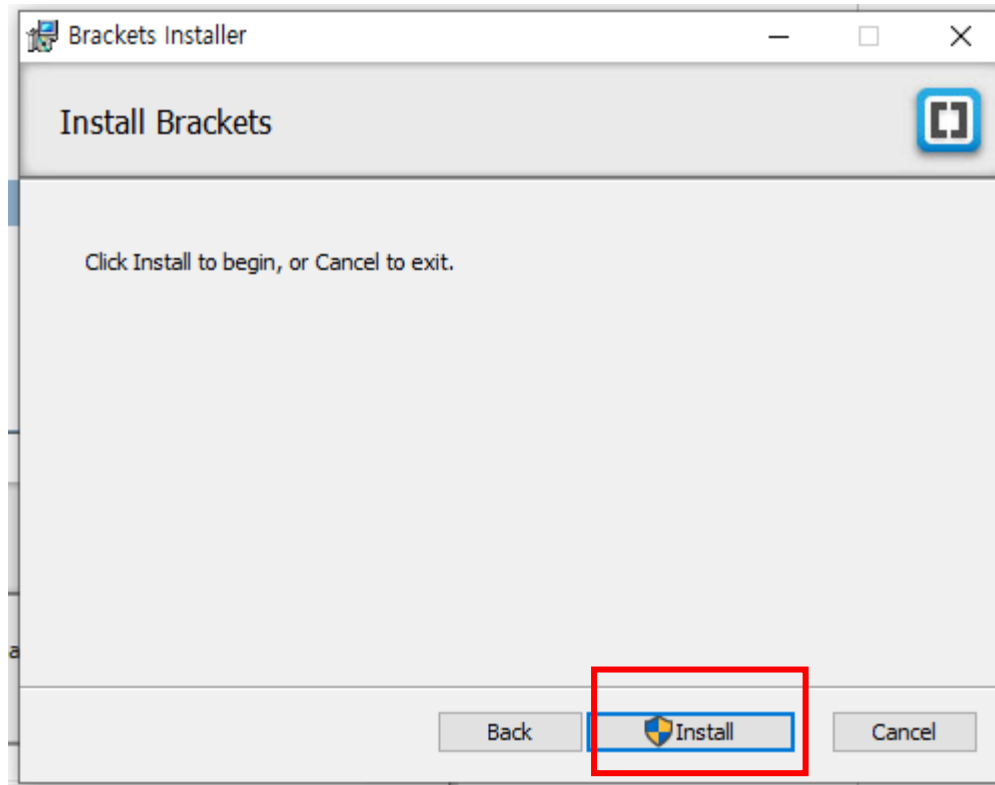 Brackets Installer
Install Brackets
Click Install to begin, or Cancel to exit.
a
Back Install Cancel